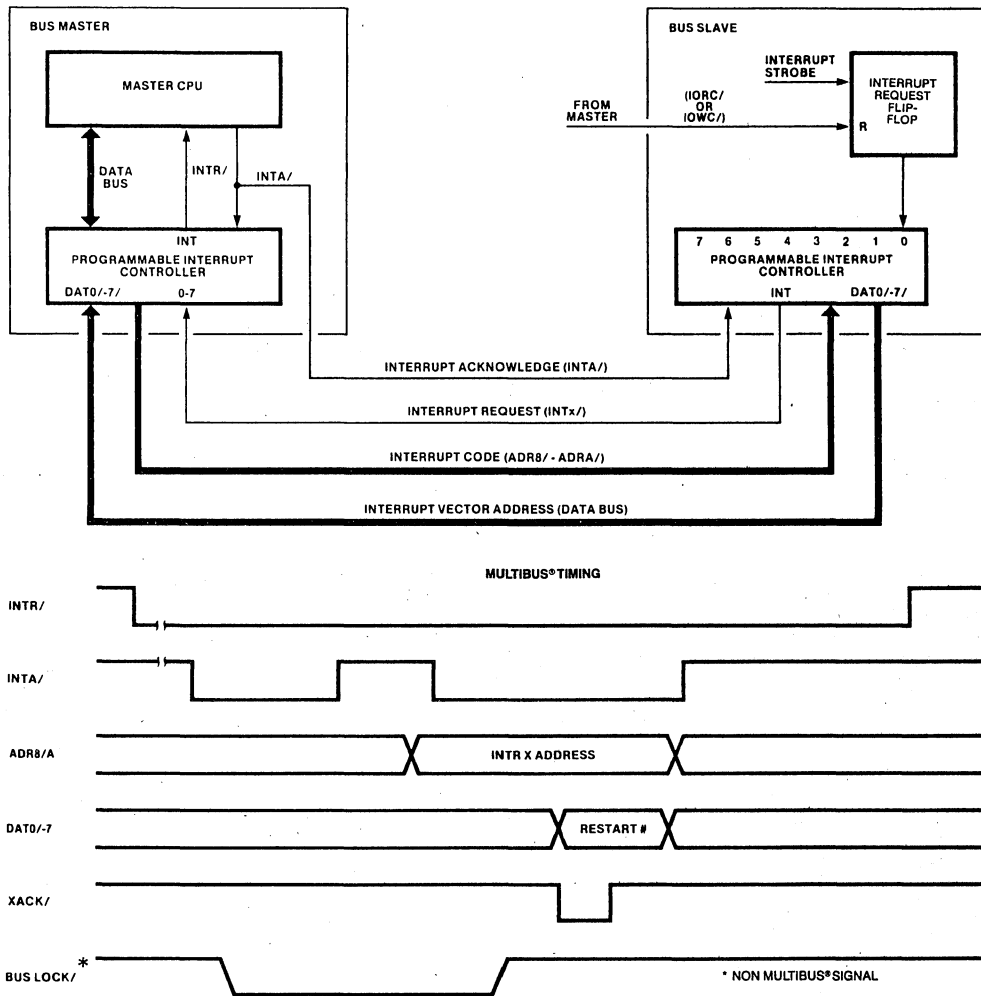 BUS MASTER
MASTER CPU
DATA
BUS
INTR/
INTA/
INT
PROGRAMMABLE INTERRUPT
CONTROLLER
DAT0/-7/
0-7
BUS SLAVE
INTERRUPT
STROBE
INTERRUPT
REQUEST
FLIP-
FLOP
R
FROM
MASTER
(IORC/
OR
IOWC/)
7 6 5 4 3 2 1 0
PROGRAMMABLE INTERRUPT
CONTROLLER
INT
DAT0/-7/
INTERRUPT ACKNOWLEDGE (INTA/)
INTERRUPT REQUEST (INTx/)
INTERRUPT CODE (ADR8/ - ADRA/)
INTERRUPT VECTOR ADDRESS (DATA BUS)
MULTIBUS® TIMING
INTR/
INTA/
ADR8/A
INTR X ADDRESS
DAT0/-7
RESTART #
XACK/
BUS LOCK/ *
* NON MULTIBUS® SIGNAL